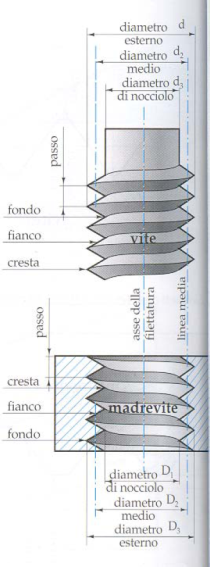 diametro d
esterno
diametro d₂
medio
diametro d₃
di nocciolo
passo
fondo
fianco
vite
cresta
asse della
filettatura
linea media
passo
cresta
fianco
madrevite
fondo
diametro D₁
di nocciolo
diametro D₂
medio
diametro D₃
esterno